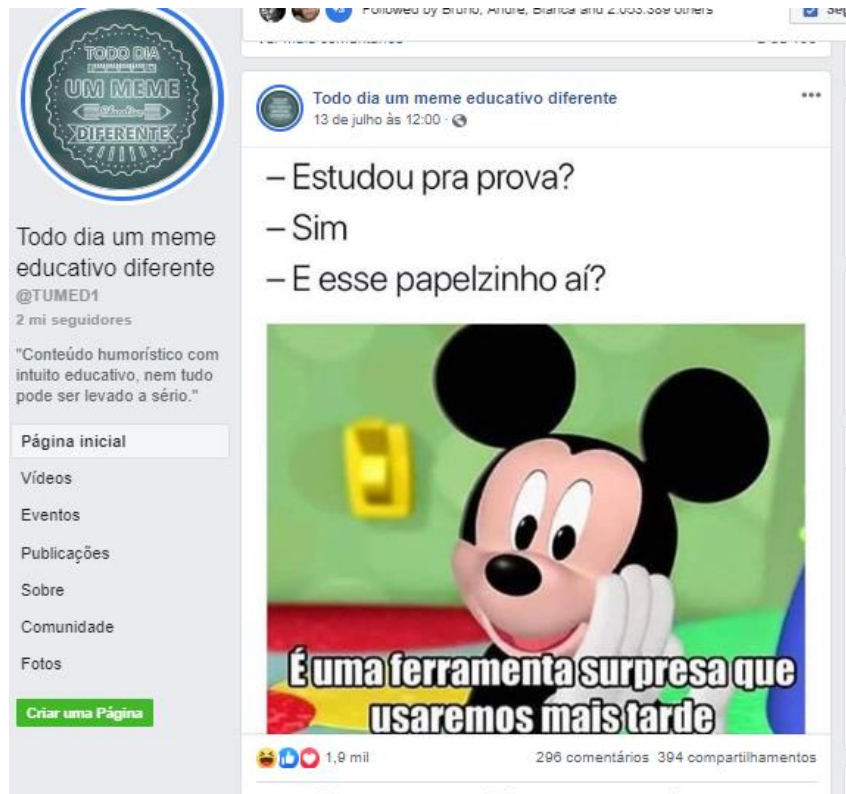 Followed by Bruno, André, Bianca and 2.053.389 others
TODO DIA
UM MEME
Educativo
DIFERENTE
Todo dia um meme
educativo diferente
@TUMED1
2 mi seguidores
"Conteúdo humorístico com
intuito educativo, nem tudo
pode ser levado a sério."
Página inicial
Vídeos
Eventos
Publicações
Sobre
Comunidade
Fotos
Criar uma Página
Todo dia um meme educativo diferente
13 de julho às 12:00
– Estudou pra prova?
– Sim
– E esse papelzinho aí?
É uma ferramenta surpresa que
usaremos mais tarde
1,9 mil
296 comentários 394 compartilhamentos